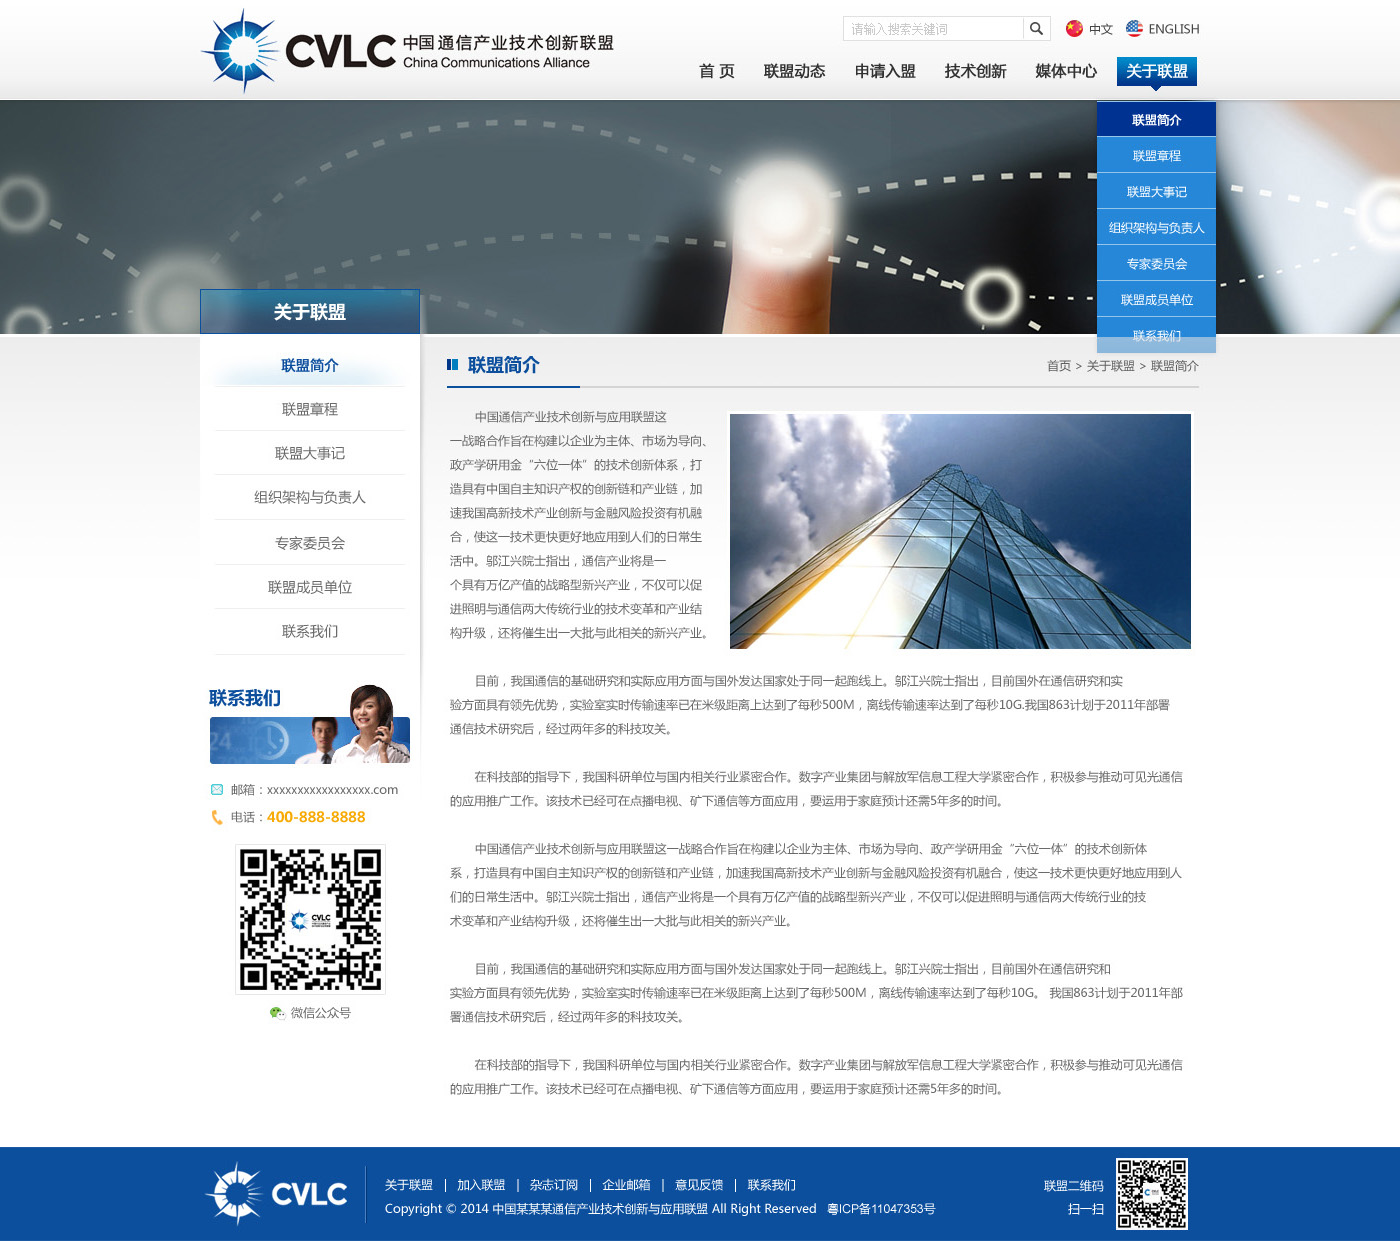 CVLC
中国通信产业技术创新联盟
China Communications Alliance
请输入搜索关键词
中文
ENGLISH
首 页
联盟动态
申请入盟
技术创新
媒体中心
关于联盟
联盟简介
联盟章程
联盟大事记
组织架构与负责人
专家委员会
联盟成员单位
联系我们
关于联盟
联盟简介
联盟章程
联盟大事记
组织架构与负责人
专家委员会
联盟成员单位
联系我们
联盟简介
首页 > 关于联盟 > 联盟简介
中国通信产业技术创新与应用联盟这
一战略合作旨在构建以企业为主体、市场为导向、
政产学研用金“六位一体”的技术创新体系，打
造具有中国自主知识产权的创新链和产业链，加
速我国高新技术产业创新与金融风险投资有机融
合，使这一技术更快更好地应用到人们的日常生
活中。邬江兴院士指出，通信产业将是一
个具有万亿产值的战略型新兴产业，不仅可以促
进照明与通信两大传统行业的技术变革和产业结
构升级，还将催生出一大批与此相关的新兴产业。
目前，我国通信的基础研究和实际应用方面与国外发达国家处于同一起跑线上。邬江兴院士指出，目前国外在通信研究和实
验方面具有领先优势，实验室实时传输速率已在米级距离上达到了每秒500M，离线传输速率达到了每秒10G.我国863计划于2011年部署
通信技术研究后，经过两年多的科技攻关。
在科技部的指导下，我国科研单位与国内相关行业紧密合作。数字产业集团与解放军信息工程大学紧密合作，积极参与推动可见光通信
的应用推广工作。该技术已经可在点播电视、矿下通信等方面应用，要运用于家庭预计还需5年多的时间。
中国通信产业技术创新与应用联盟这一战略合作旨在构建以企业为主体、市场为导向、政产学研用金“六位一体”的技术创新体
系，打造具有中国自主知识产权的创新链和产业链，加速我国高新技术产业创新与金融风险投资有机融合，使这一技术更快更好地应用到人
们的日常生活中。邬江兴院士指出，通信产业将是一个具有万亿产值的战略型新兴产业，不仅可以促进照明与通信两大传统行业的技
术变革和产业结构升级，还将催生出一大批与此相关的新兴产业。
目前，我国通信的基础研究和实际应用方面与国外发达国家处于同一起跑线上。邬江兴院士指出，目前国外在通信研究和
实验方面具有领先优势，实验室实时传输速率已在米级距离上达到了每秒500M，离线传输速率达到了每秒10G。 我国863计划于2011年部
署通信技术研究后，经过两年多的科技攻关。
在科技部的指导下，我国科研单位与国内相关行业紧密合作。数字产业集团与解放军信息工程大学紧密合作，积极参与推动可见光通信
的应用推广工作。该技术已经可在点播电视、矿下通信等方面应用，要运用于家庭预计还需5年多的时间。
联系我们
24
邮箱：xxxxxxxxxxxxxxxxx.com
电话：400-888-8888
CVLC
微信公众号
CVLC
关于联盟 | 加入联盟 | 杂志订阅 | 企业邮箱 | 意见反馈 | 联系我们
Copyright © 2014 中国某某某通信产业技术创新与应用联盟 All Right Reserved 粤ICP备11047353号
联盟二维码
扫一扫